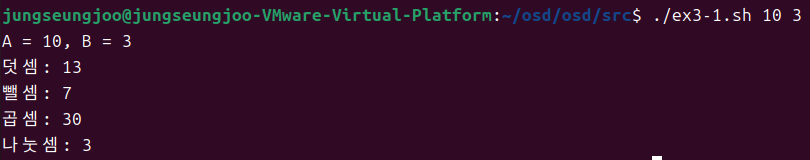 jungseungjoo@jungseungjoo-VMware-Virtual-Platform:~/osd/osd/src$ ./ex3-1.sh 10 3
A = 10, B = 3
덧셈: 13
뺄셈: 7
곱셈: 30
나눗셈: 3